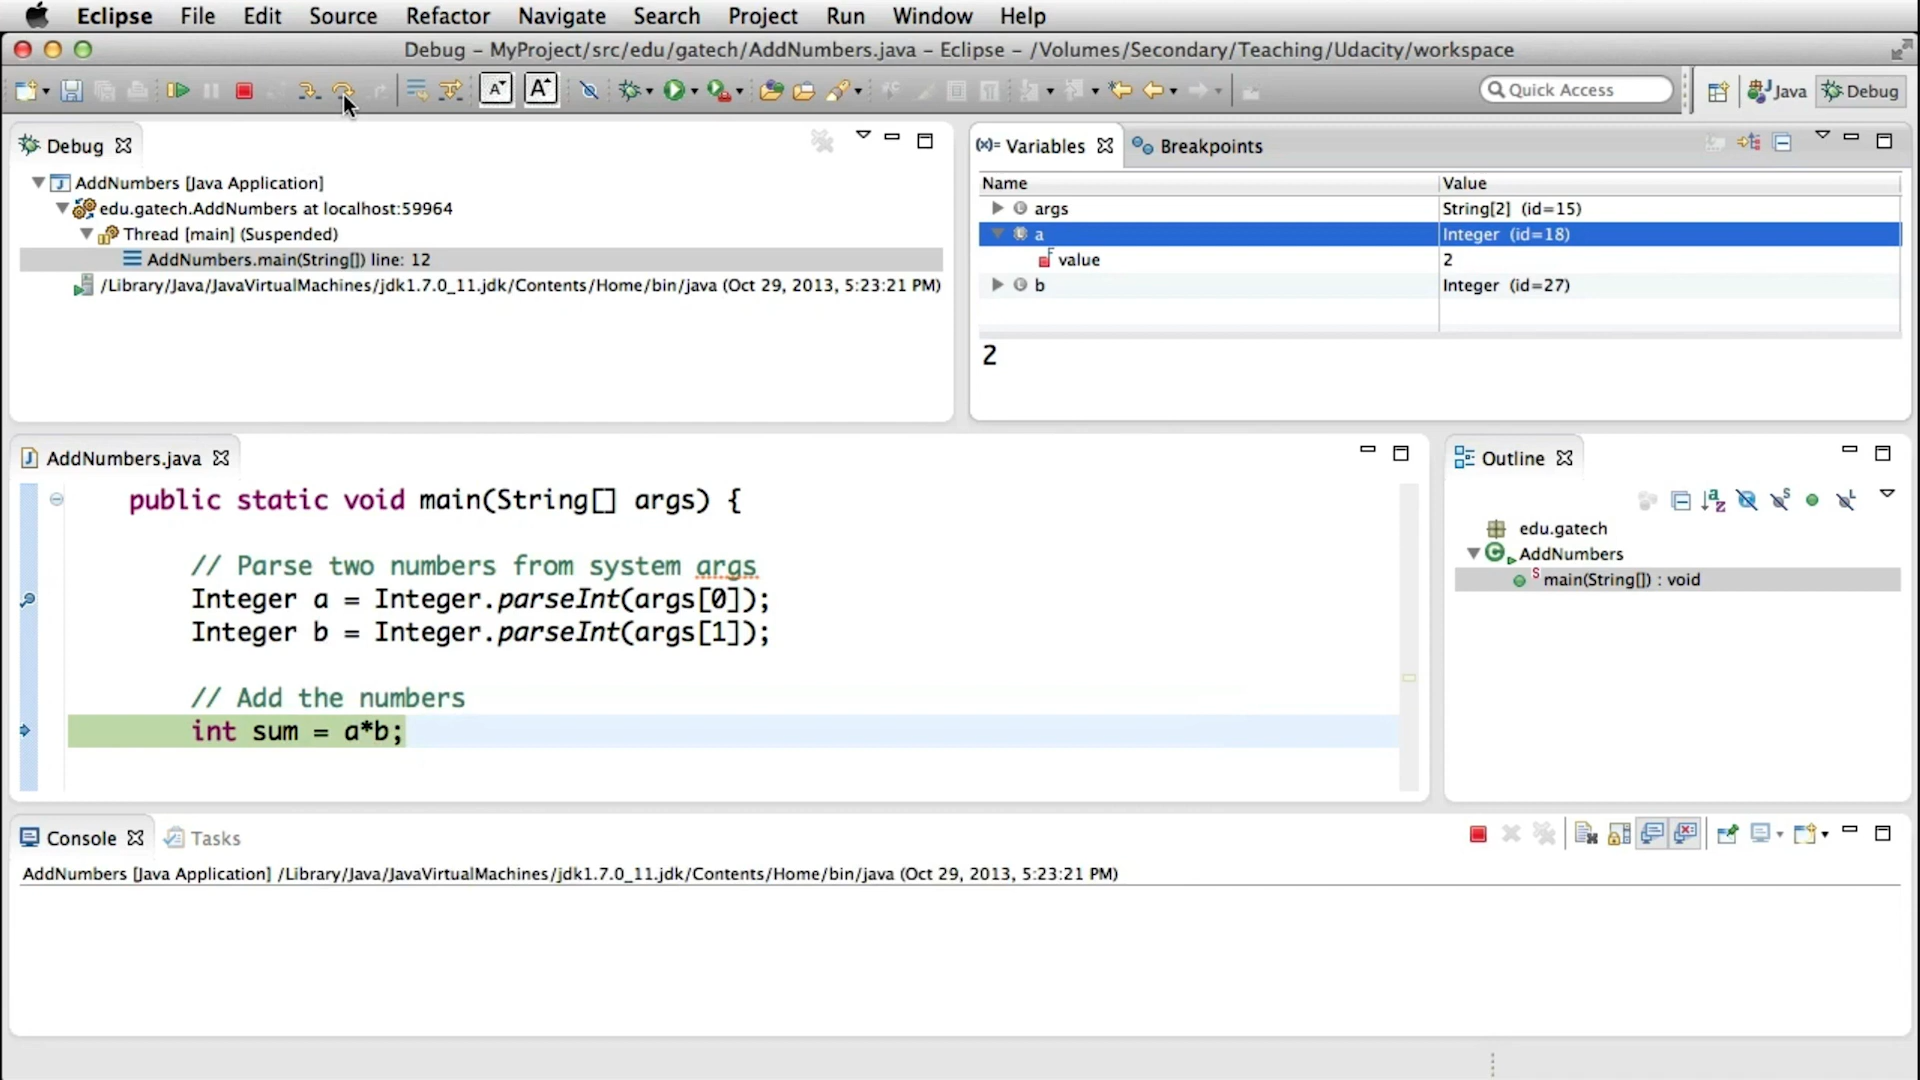 Eclipse File Edit Source Refactor Navigate Search Project Run Window Help
Debug – MyProject/src/edu/gatech/AddNumbers.java – Eclipse – /Volumes/Secondary/Teaching/Udacity/workspace
A A Quick Access Java Debug
Debug
AddNumbers [Java Application]
edu.gatech.AddNumbers at localhost:59964
Thread [main] (Suspended)
AddNumbers.main(String[]) line: 12
/Library/Java/JavaVirtualMachines/jdk1.7.0_11.jdk/Contents/Home/bin/java (Oct 29, 2013, 5:23:21 PM)
(x)= Variables Breakpoints
Name Value
args String[2] (id=15)
a Integer (id=18)
value 2
b Integer (id=27)
2
AddNumbers.java
public static void main(String[] args) {
// Parse two numbers from system args
Integer a = Integer.parseInt(args[0]);
Integer b = Integer.parseInt(args[1]);
// Add the numbers
int sum = a*b;
Outline
edu.gatech
AddNumbers
main(String[]) : void
Console Tasks
AddNumbers [Java Application] /Library/Java/JavaVirtualMachines/jdk1.7.0_11.jdk/Contents/Home/bin/java (Oct 29, 2013, 5:23:21 PM)